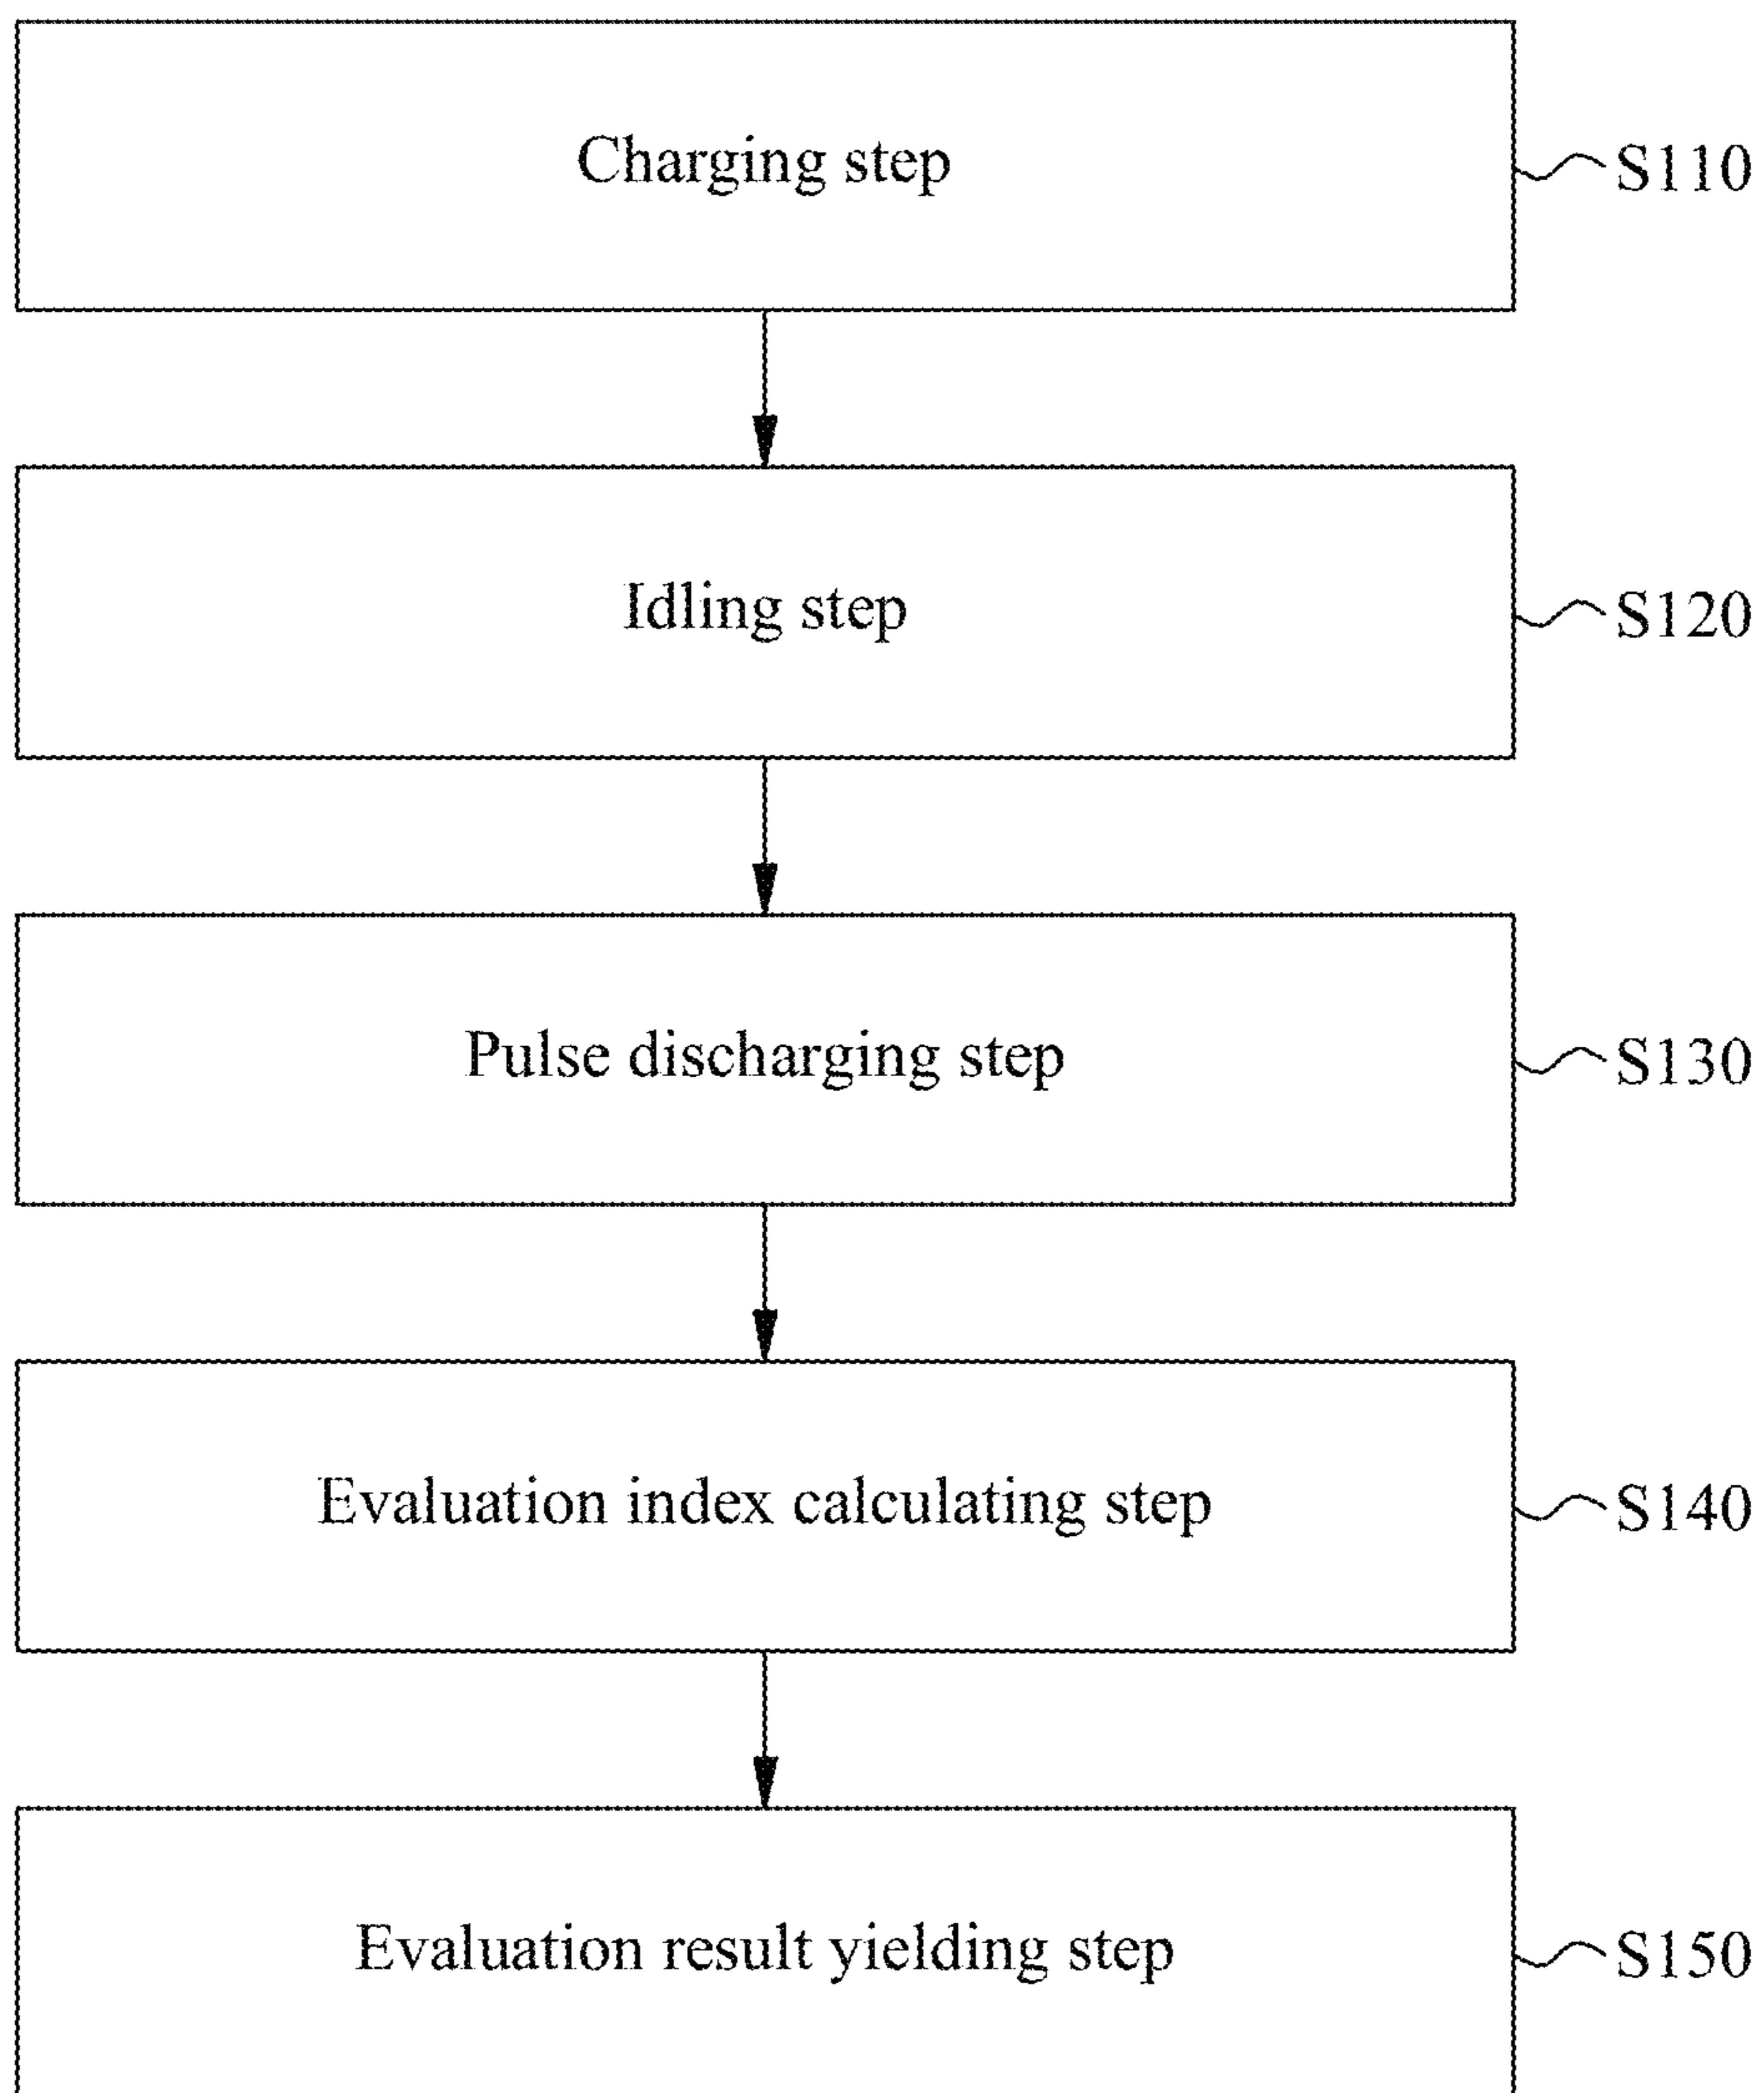 Charging step
S110
Idling step
S120
Pulse discharging step
S130
Evaluation index calculating step
S140
Evaluation result yielding step
S150